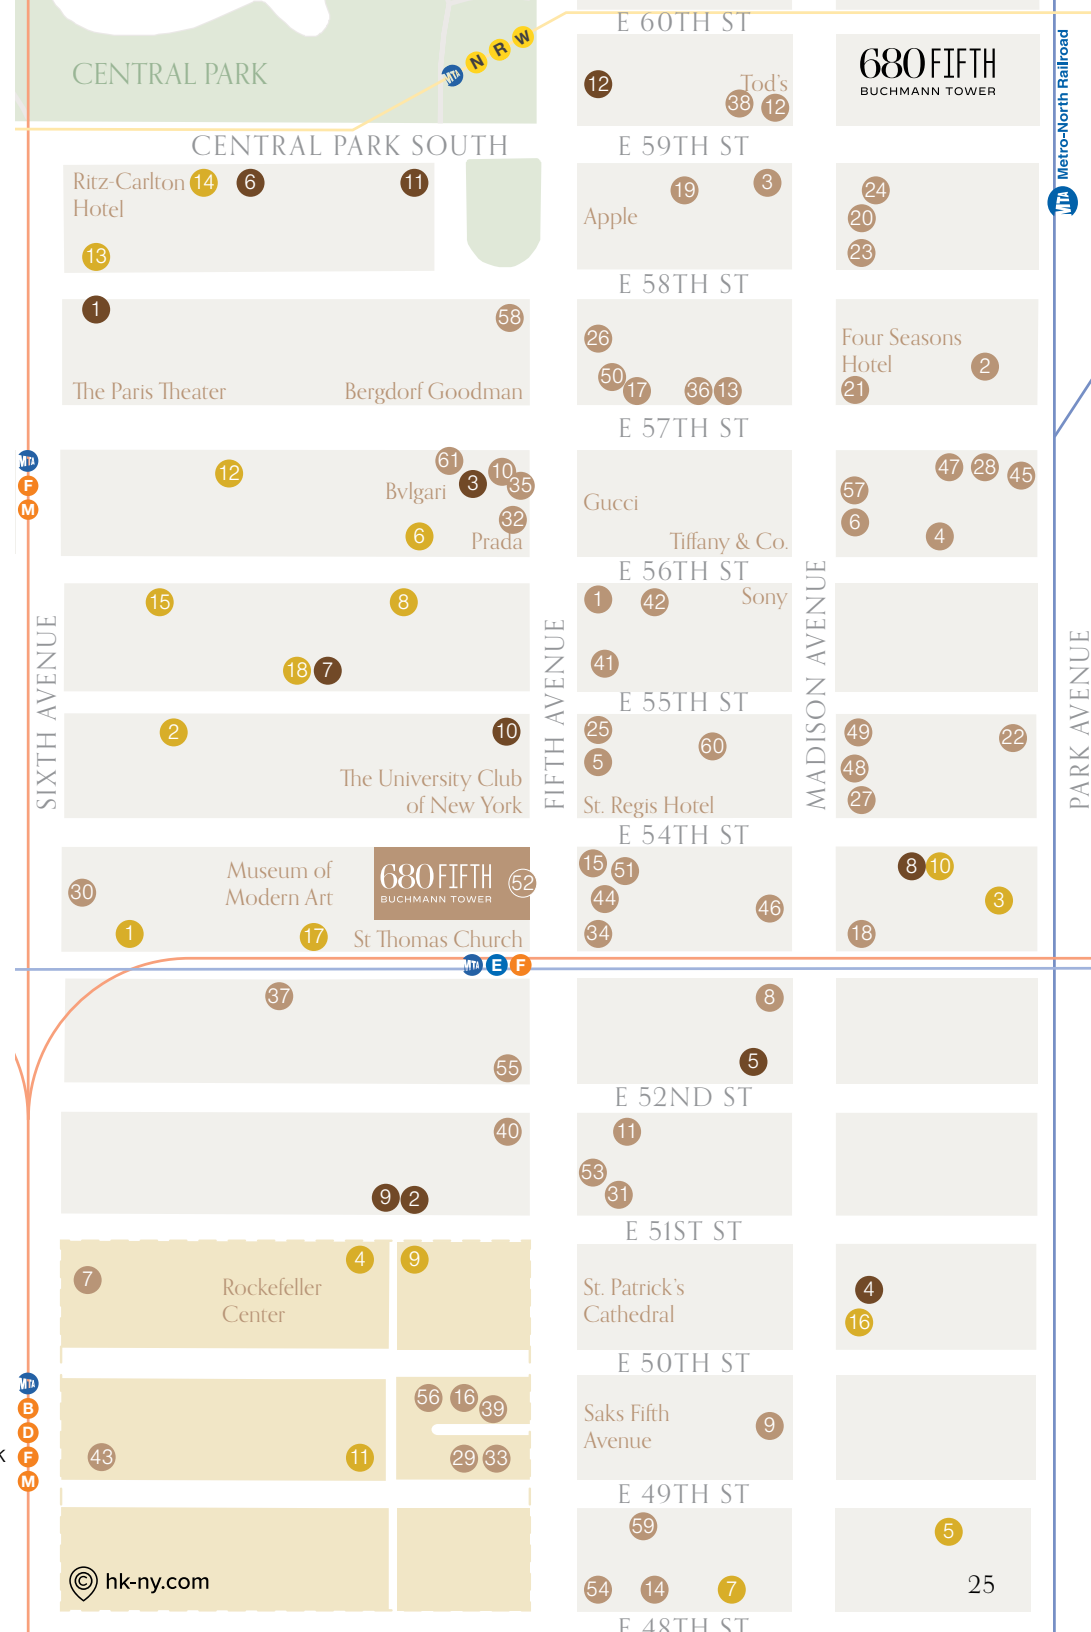 E 60TH ST
CENTRAL PARK
MTA N R W
12
Tod's
38 12
680 FIFTH
BUCHMANN TOWER
Metro-North Railroad
MTA
CENTRAL PARK SOUTH
E 59TH ST
Ritz-Carlton
Hotel
14 6 11
13
19 3
Apple
24
20
23
E 58TH ST
1
58
The Paris Theater
Bergdorf Goodman
26
50 17 36 13
Four Seasons
Hotel
2
21
E 57TH ST
MTA
F
M
12
61 10
Bvlgari 3 35
32
6 Prada
Gucci
Tiffany & Co.
47 28 45
57
6 4
E 56TH ST
SIXTH AVENUE
15 8
18 7
FIFTH AVENUE
1 42 Sony
41
MADISON AVENUE
PARK AVENUE
E 55TH ST
2 10
The University Club
of New York
25
5 60
St. Regis Hotel
49 22
48
27
E 54TH ST
30
Museum of
Modern Art
680 FIFTH
BUCHMANN TOWER
52
1 17
St Thomas Church
15 51
44 46
34
8 10
3
18
MTA E F
37
55
8
5
E 52ND ST
40
9 2
11
53
31
E 51ST ST
7
4 9
Rockefeller
Center
St. Patrick's
Cathedral
4
16
E 50TH ST
MTA
B
D
F
M
K
56 16 39
43 11 29 33
Saks Fifth
Avenue
9
E 49TH ST
59
54 14 7
5
hk-ny.com
25
E 48TH ST